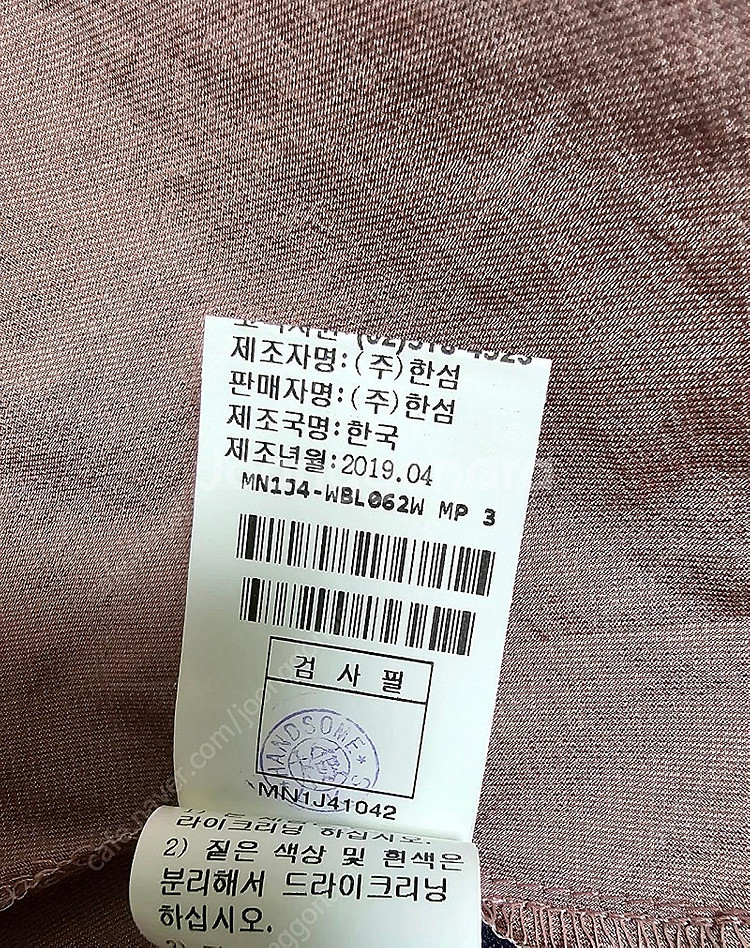 제조자명:(주)한섬
판매자명:(주)한섬
제조국명:한국
제조년월:2019.04
MN1J4-WBL062W MP 3
검 사 필
HANDSOME
MN1J41042
라이크리닝 하십시오.
2) 짙은 색상 및 흰색은
분리해서 드라이크리닝
하십시오.